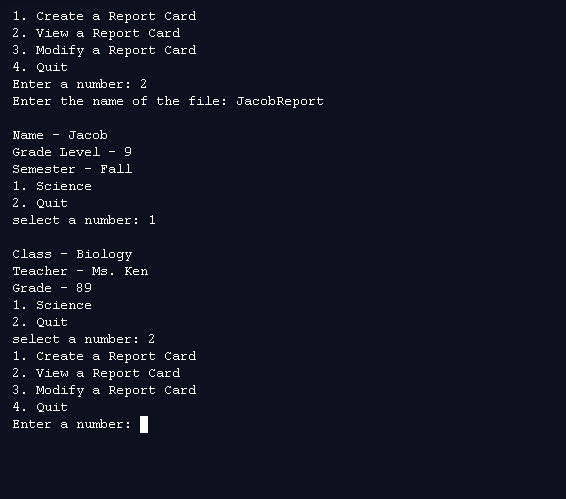 1. Create a Report Card
2. View a Report Card
3. Modify a Report Card
4. Quit
Enter a number: 2
Enter the name of the file: JacobReport
Name - Jacob
Grade Level - 9
Semester - Fall
1. Science
2. Quit
select a number: 1
Class - Biology
Teacher - Ms. Ken
Grade - 89
1. Science
2. Quit
select a number: 2
1. Create a Report Card
2. View a Report Card
3. Modify a Report Card
4. Quit
Enter a number: